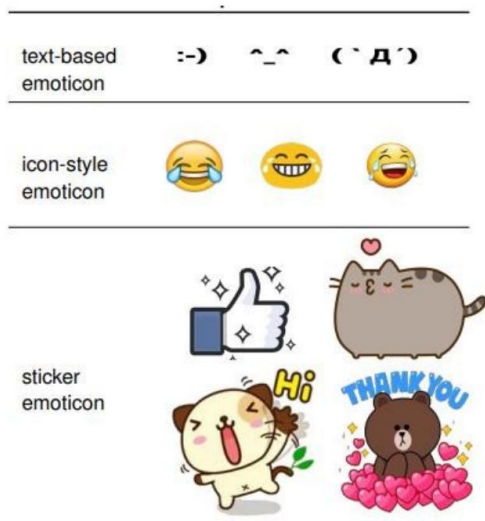 text-based
emoticon
:-) ^_^ (｀Д´)
icon-style
emoticon
sticker
emoticon
Hi
THANK YOU